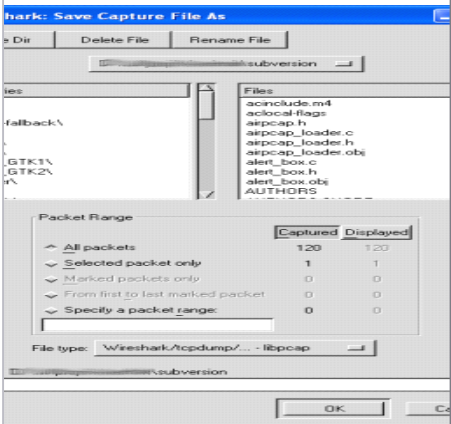 hark: Save Capture File As
e Dir Delete File Rename File
\subversion
ies
-fallback\
\
_GTK1\
_GTK2\
r\
\
Files
acinclude.m4
aclocal-flags
airpcap.h
airpcap_loader.c
airpcap_loader.h
airpcap_loader.obj
alert_box.c
alert_box.h
alert_box.obj
AUTHORS
Packet Range
Captured Displayed
All packets 120 120
Selected packet only 1 1
Marked packets only 0 0
From first to last marked packet 0 0
Specify a packet range: 0 0
File type: Wireshark/tcpdump/... - libpcap
\subversion
OK Ca